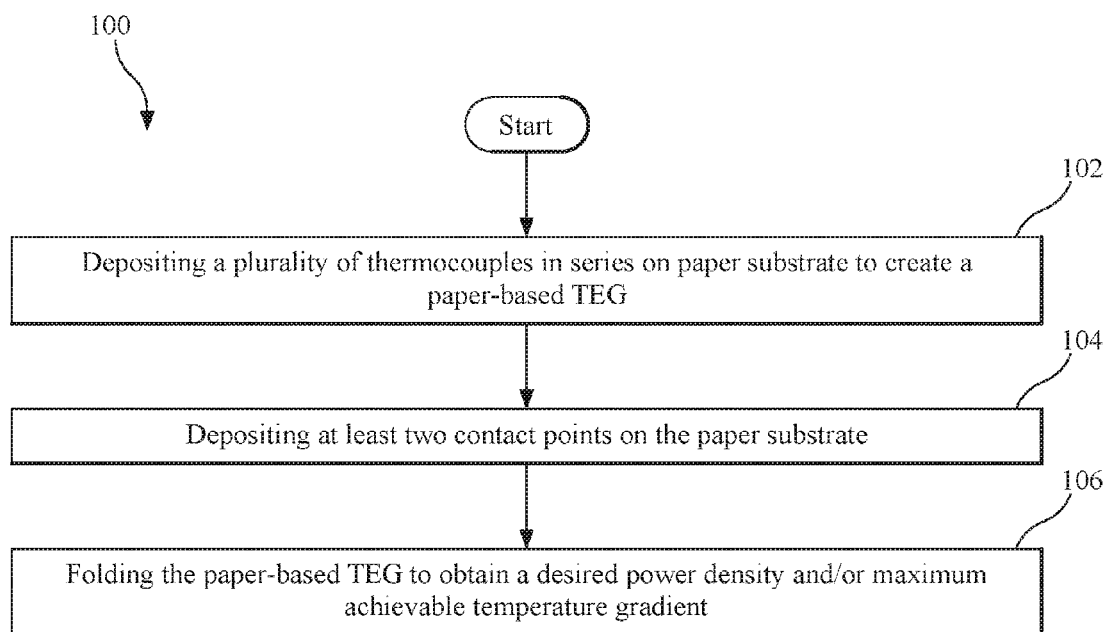 100
Start
102
Depositing a plurality of thermocouples in series on paper substrate to create a
paper-based TEG
104
Depositing at least two contact points on the paper substrate
106
Folding the paper-based TEG to obtain a desired power density and/or maximum
achievable temperature gradient